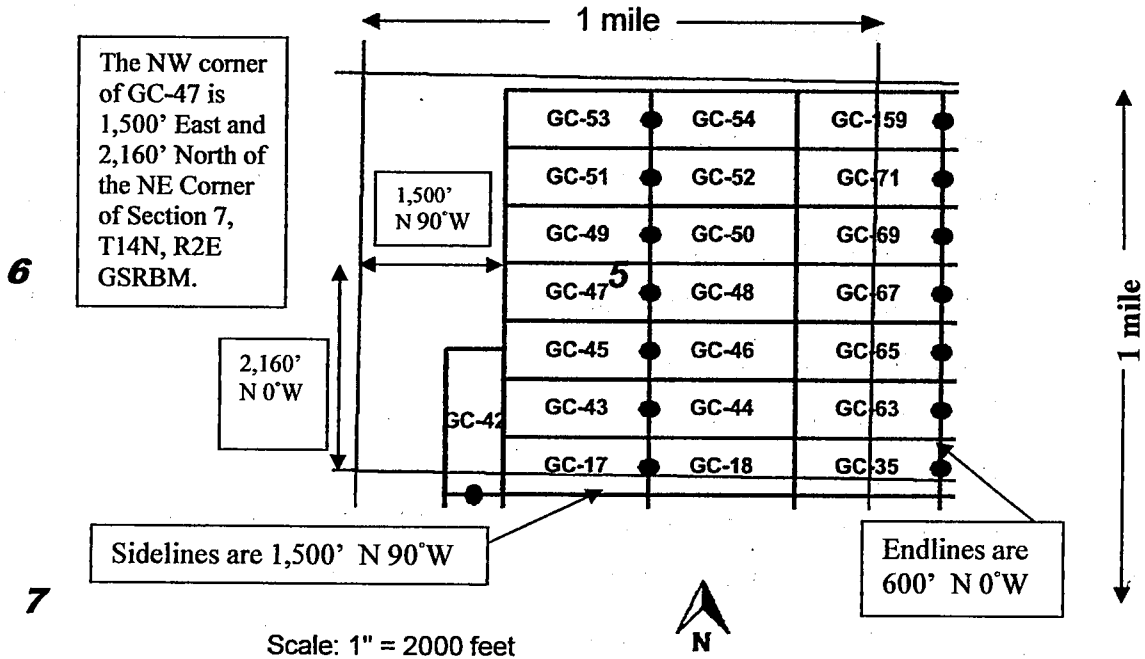 1 mile
The NW corner
of GC-47 is
1,500’ East and
2,160’ North of
the NE Corner
of Section 7,
T14N, R2E
GSRBM.
GC-53 GC-54 GC-159
GC-51 GC-52 GC-71
1,500’
N 90°W
GC-49 GC-50 GC-69
6
5
GC-47 GC-48 GC-67
1 mile
2,160’
N 0°W
GC-45 GC-46 GC-65
GC-42
GC-43 GC-44 GC-63
GC-17 GC-18 GC-35
Sidelines are 1,500’ N 90°W
Endlines are
600’ N 0°W
7
N
Scale: 1" = 2000 feet